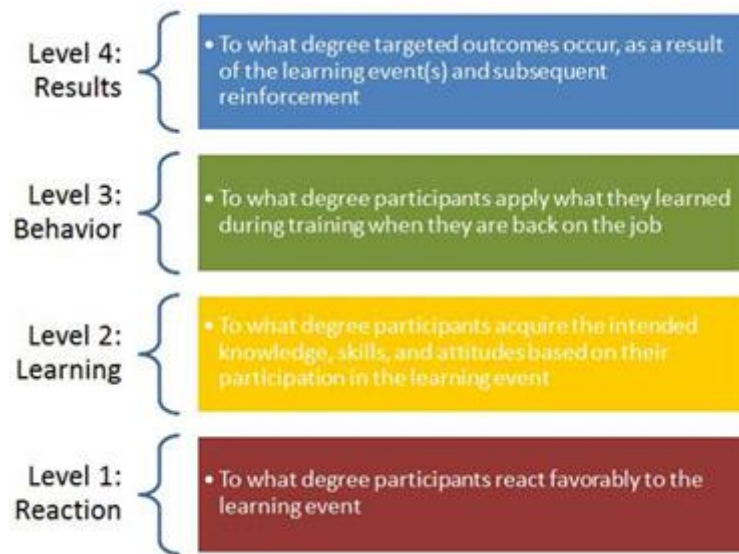 Level 4:
Results
• To what degree targeted outcomes occur, as a result
of the learning event(s) and subsequent
reinforcement
Level 3:
Behavior
• To what degree participants apply what they learned
during training when they are back on the job
Level 2:
Learning
• To what degree participants acquire the intended
knowledge, skills, and attitudes based on their
participation in the learning event
Level 1:
Reaction
• To what degree participants react favorably to the
learning event